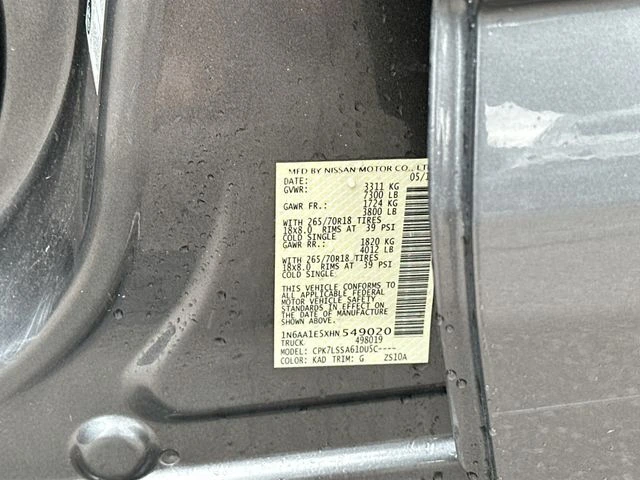 MFD BY NISSAN MOTOR CO., LT
DATE: 05/1
GVWR: 3311 KG
7300 LB
GAWR FR.: 1724 KG
3800 LB
WITH 265/70R18 TIRES
18x8.0 RIMS AT 39 PSI
COLD SINGLE
GAWR RR.: 1820 KG
4012 LB
WITH 265/70R18 TIRES
18x8.0 RIMS AT 39 PSI
COLD SINGLE
THIS VEHICLE CONFORMS TO
ALL APPLICABLE FEDERAL
MOTOR VEHICLE SAFETY
STANDARDS IN EFFECT ON
THE DATE OF MANUFACTURE
SHOWN ABOVE.
1N6AA1E5XHN549020
TRUCK 498019
MODEL: CPK7LSSA61DU5C----
COLOR: KAD TRIM: G ZS10A